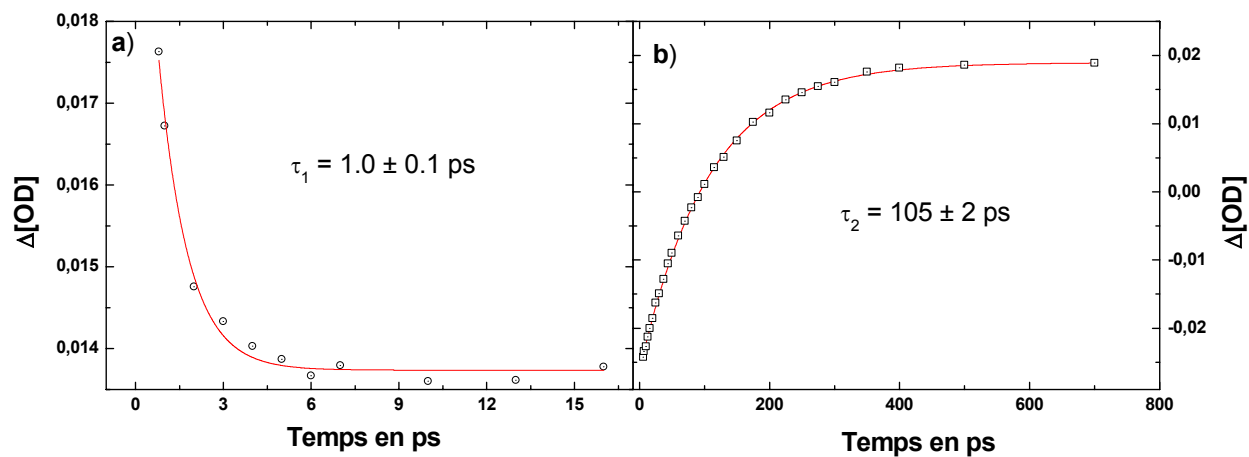 a)
0,018
0,017
0,016
0,015
0,014
Δ[OD]
τ1 = 1.0 ± 0.1 ps
0 3 6 9 12 15
Temps en ps
b)
τ2 = 105 ± 2 ps
0,02
0,01
0,00
-0,01
-0,02
Δ[OD]
0 200 400 600 800
Temps en ps